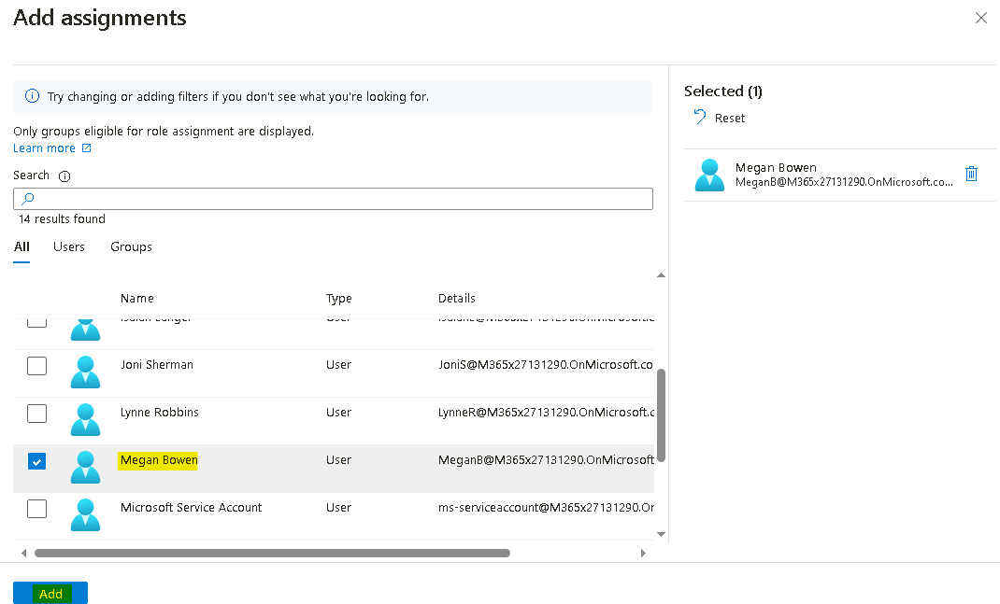 Add assignments
Try changing or adding filters if you don't see what you're looking for.
Only groups eligible for role assignment are displayed.
Learn more
Search
14 results found
All Users Groups
Name Type Details
Joni Sherman User JoniS@M365x27131290.OnMicrosoft.co
Lynne Robbins User LynneR@M365x27131290.OnMicrosoft.c
Megan Bowen User MeganB@M365x27131290.OnMicrosoft
Microsoft Service Account User ms-serviceaccount@M365x27131290.Or
Add
Selected (1)
Reset
Megan Bowen
MeganB@M365x27131290.OnMicrosoft.co...